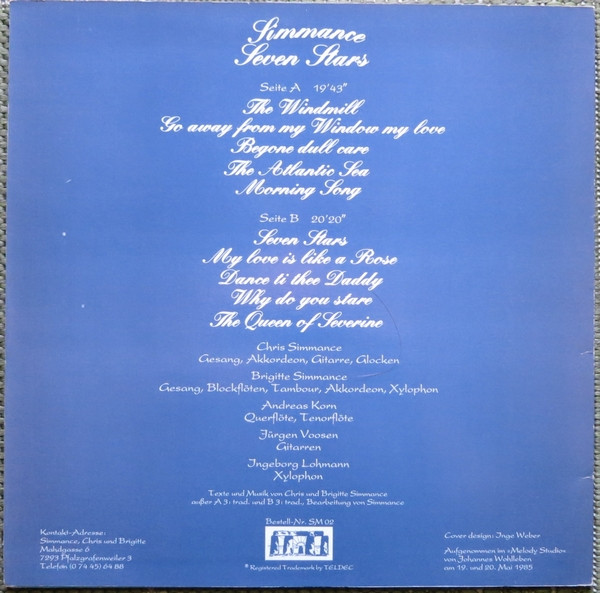 Simmance
Seven Stars
Seite A 19'43"
The Windmill
Go away from my Window my love
Begone dull care
The Atlantic Sea
Morning Song
Seite B 20'20"
Seven Stars
My love is like a Rose
Dance ti thee Daddy
Why do you stare
The Queen of Severine
Chris Simmance
Gesang, Akkordeon, Gitarre, Glocken
Brigitte Simmance
Gesang, Blockflöten, Tambour, Akkordeon, Xylophon
Andreas Korn
Querflöte, Tenorflöte
Jürgen Voosen
Gitarren
Ingeborg Lohmann
Xylophon
Texte und Musik von Chris und Brigitte Simmance
außer A 3: trad. und B 3: trad., Bearbeitung von Simmance
Bestell-Nr. SM 02
® Registered Trademark by TELDEC
Kontakt-Adresse:
Simmance, Chris und Brigitte
Mahdgasse 6
7293 Pfalzgrafenweiler 3
Telefon (0 74 45) 64 88
Cover design: Inge Weber
Aufgenommen im »Melody Studio«
von Johannes Wohlleben
am 19. und 20. Mai 1985